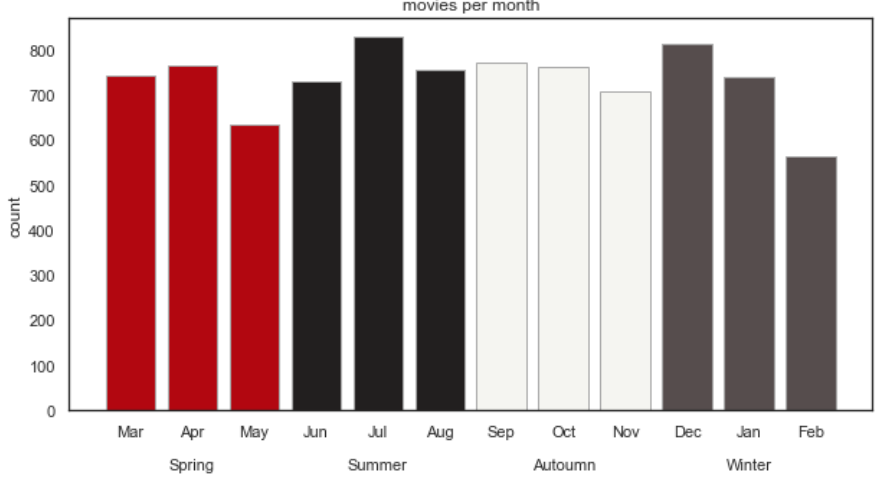 movies per month
800
700
600
500
400
300
200
100
0
count
Mar Apr May Jun Jul Aug Sep Oct Nov Dec Jan Feb
Spring Summer Autoumn Winter